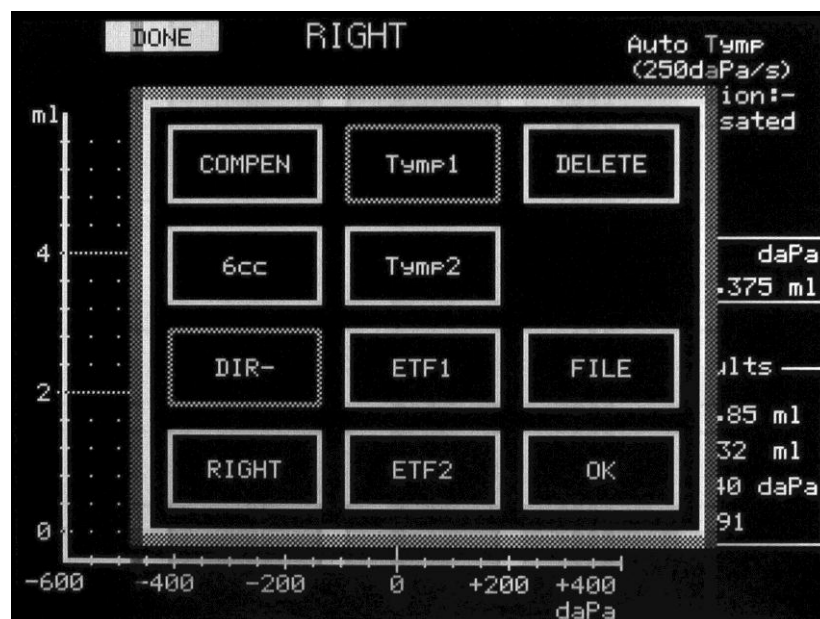 DONE RIGHT
Auto Tymp
(250daPa/s)
ion:-
sated
ml
COMPEN Tymp1 DELETE
4 6cc Tymp2 daPa
.375 ml
DIR- ETF1 FILE ults
2 .85 ml
RIGHT ETF2 OK 32 ml
40 daPa
0 91
-600 -400 -200 0 +200 +400
daPa